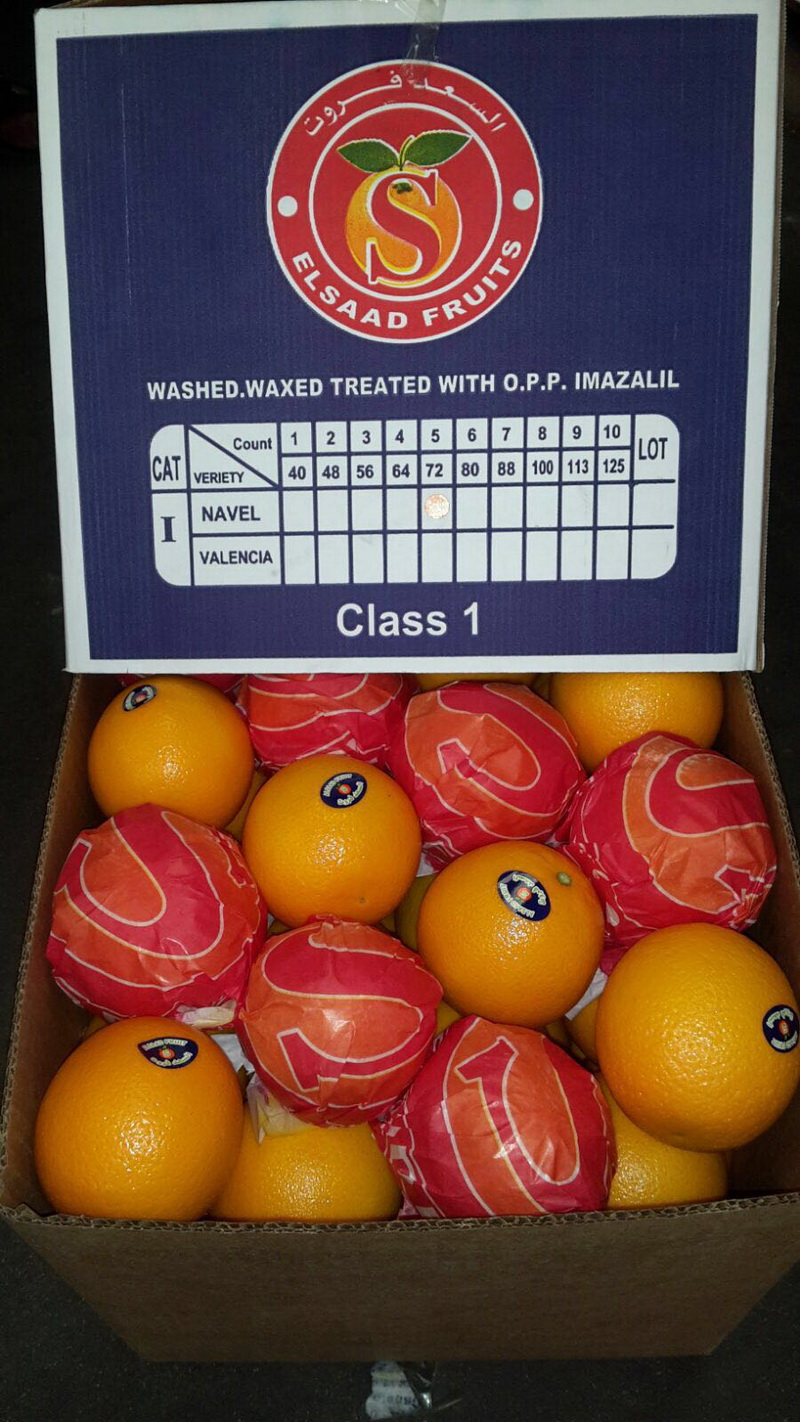 السعد فروت
S
ELSAAD FRUITS
WASHED.WAXED TREATED WITH O.P.P. IMAZALIL
CAT Count 1 2 3 4 5 6 7 8 9 10 LOT
VERIETY 40 48 56 64 72 80 88 100 113 125
I NAVEL
VALENCIA
Class 1